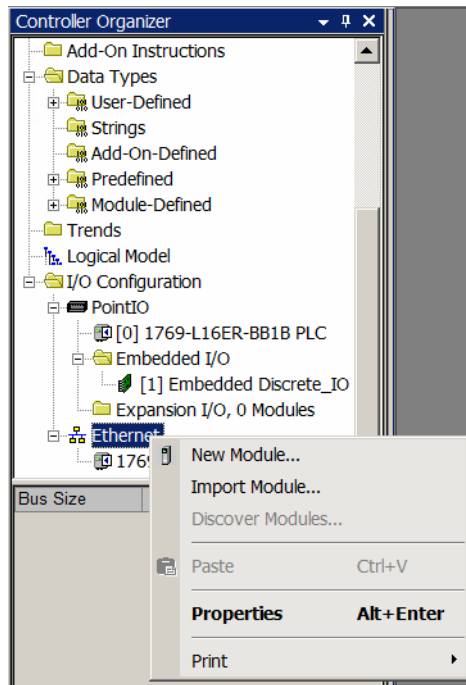 Controller Organizer
Add-On Instructions
Data Types
User-Defined
Strings
Add-On-Defined
Predefined
Module-Defined
Trends
Logical Model
I/O Configuration
PointIO
[0] 1769-L16ER-BB1B PLC
Embedded I/O
[1] Embedded Discrete_IO
Expansion I/O, 0 Modules
Ethernet
176
Bus Size
New Module...
Import Module...
Discover Modules...
Paste Ctrl+V
Properties Alt+Enter
Print